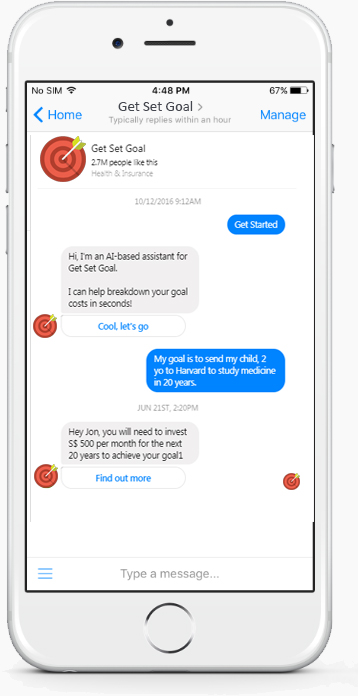 No SIM 4:48 PM 67%
Home Get Set Goal > Manage
Typically replies within an hour
Get Set Goal
2.7M people like this
Health & Insurance
10/12/2016 9:12AM
Get Started
Hi, I'm an AI-based assistant for
Get Set Goal.
I can help breakdown your goal
costs in seconds!
Cool, let's go
My goal is to send my child, 2
yo to Harvard to study medicine
in 20 years.
JUN 21ST, 2:20PM
Hey Jon, you will need to invest
S$ 500 per month for the next
20 years to achieve your goal1
Find out more
Type a message...